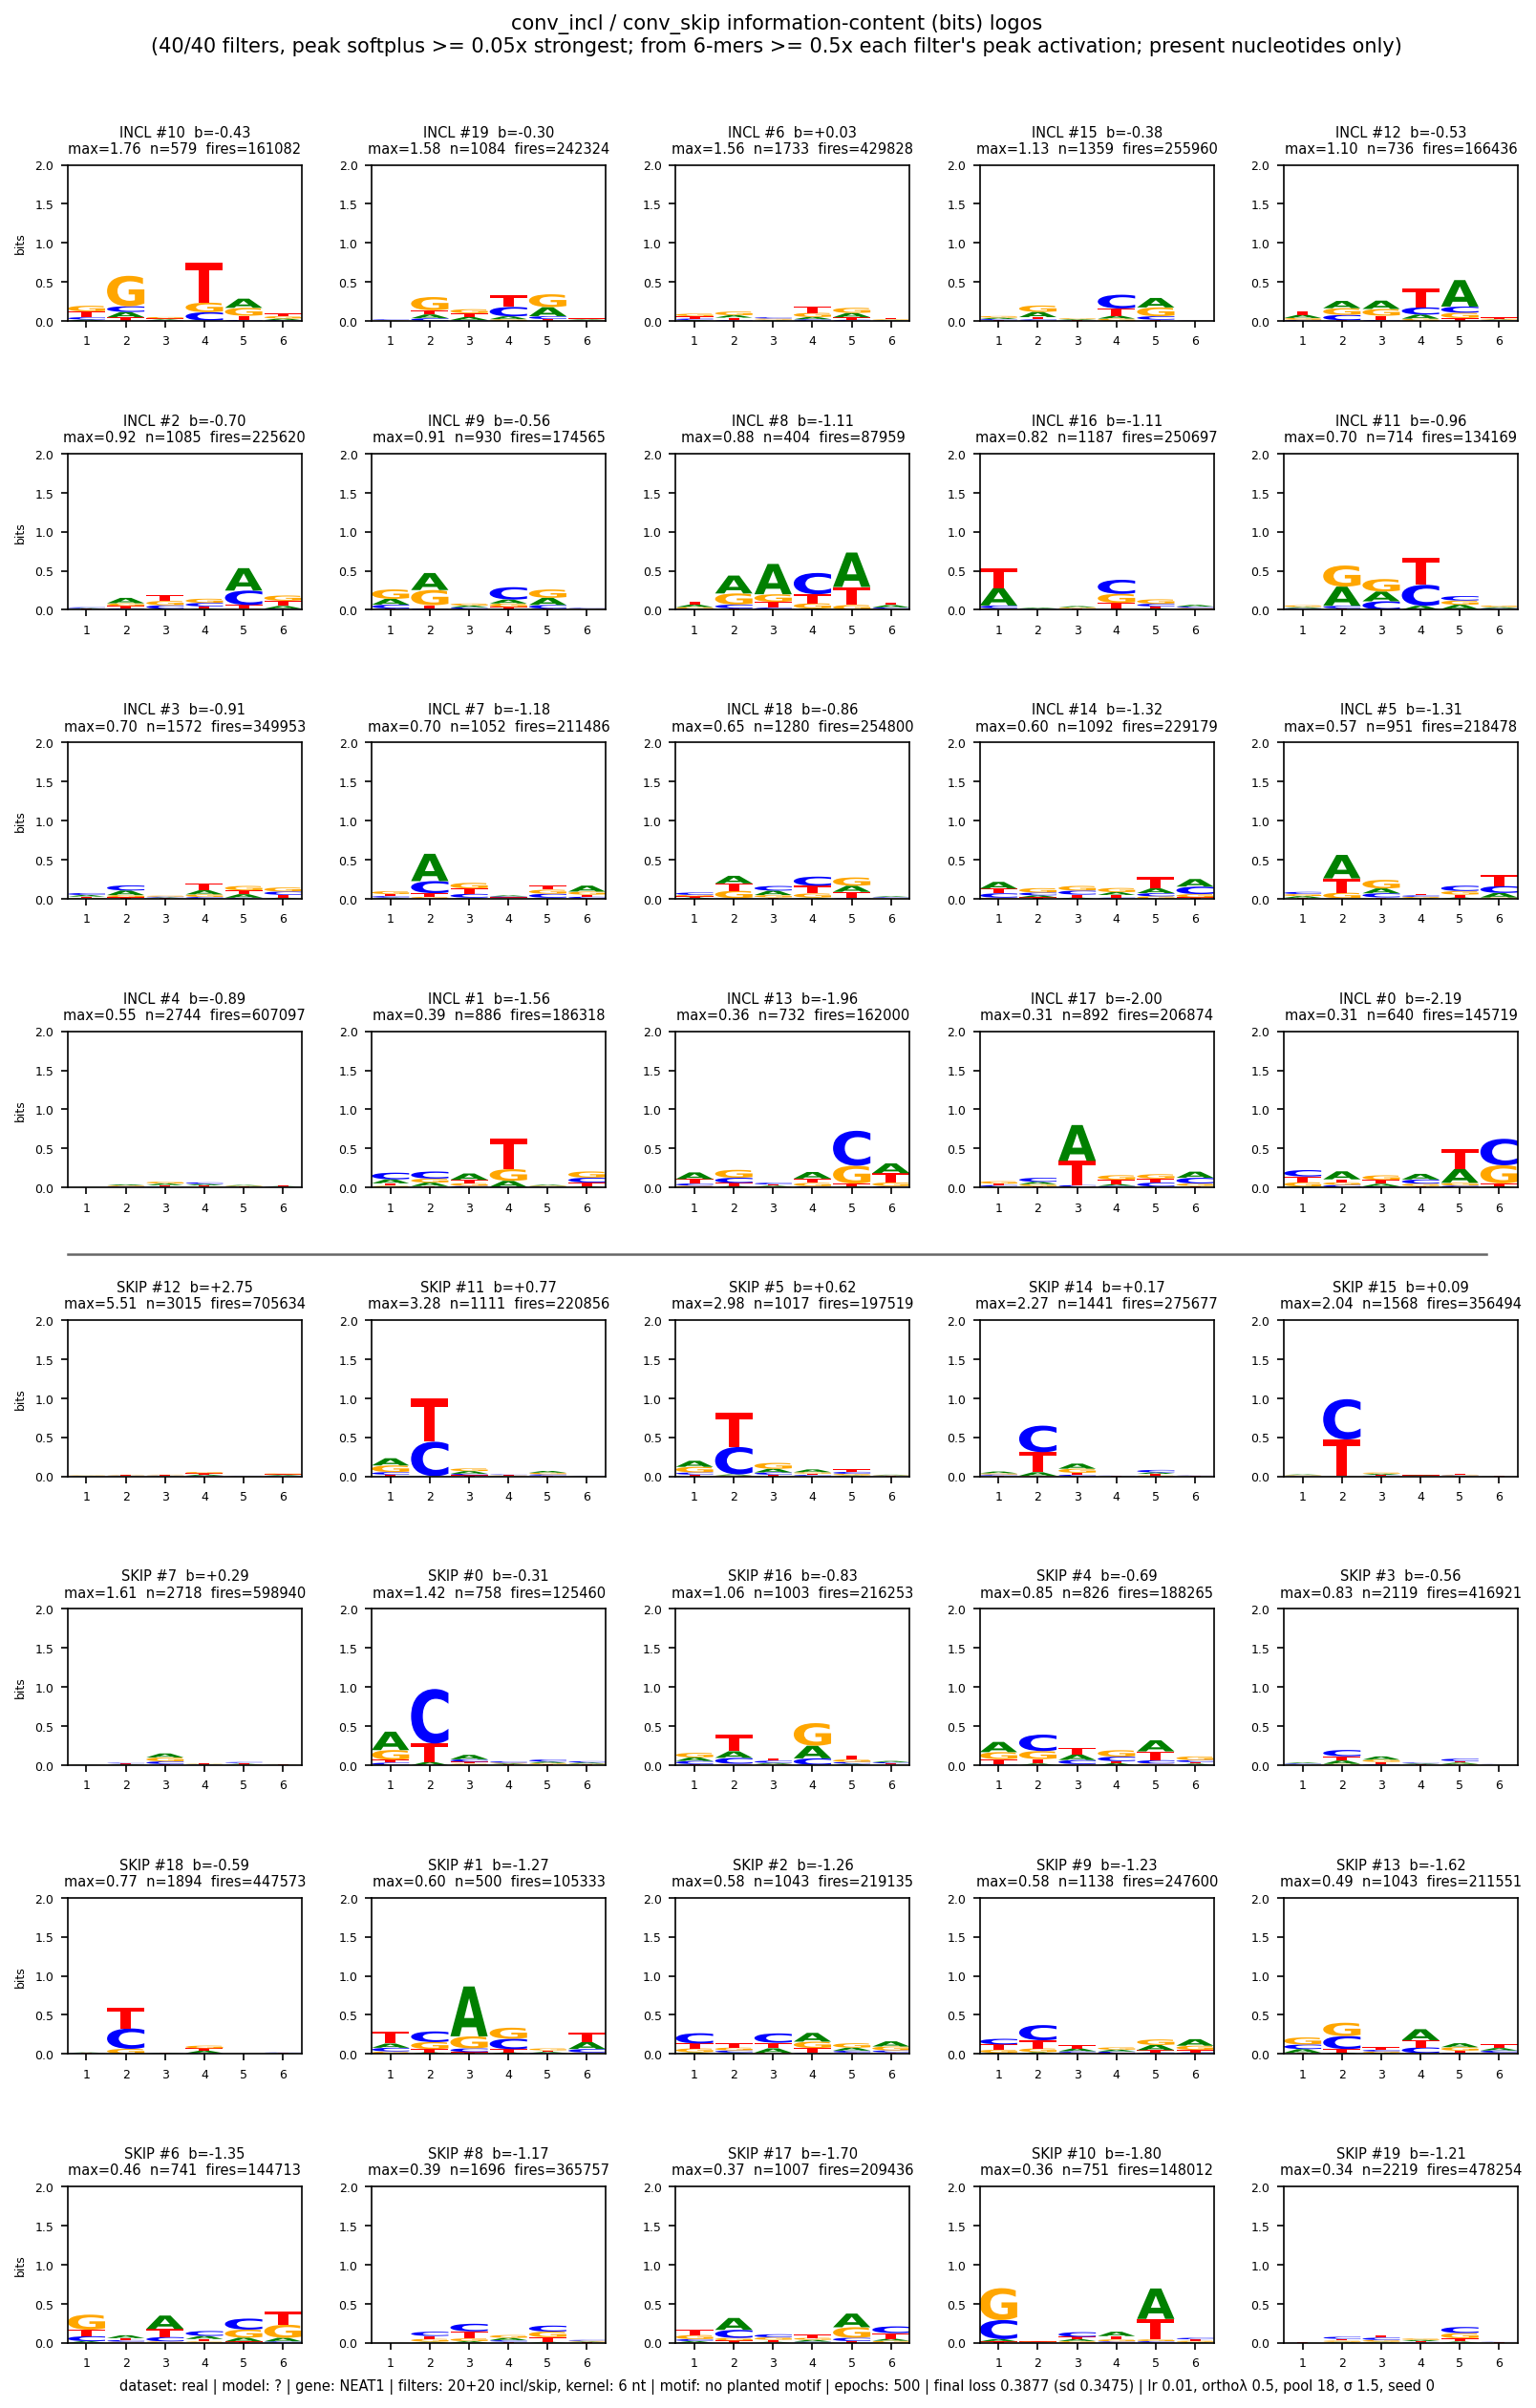 conv_incl / conv_skip information-content (bits) logos
(40/40 filters, peak softplus >= 0.05x strongest; from 6-mers >= 0.5x each filter's peak activation; present nucleotides only)
INCL #10 b=-0.43
max=1.76 n=579 fires=161082
INCL #19 b=-0.30
max=1.58 n=1084 fires=242324
INCL #6 b=+0.03
max=1.56 n=1733 fires=429828
INCL #15 b=-0.38
max=1.13 n=1359 fires=255960
INCL #12 b=-0.53
max=1.10 n=736 fires=166436
INCL #2 b=-0.70
max=0.92 n=1085 fires=225620
INCL #9 b=-0.56
max=0.91 n=930 fires=174565
INCL #8 b=-1.11
max=0.88 n=404 fires=87959
INCL #16 b=-1.11
max=0.82 n=1187 fires=250697
INCL #11 b=-0.96
max=0.70 n=714 fires=134169
INCL #3 b=-0.91
max=0.70 n=1572 fires=349953
INCL #7 b=-1.18
max=0.70 n=1052 fires=211486
INCL #18 b=-0.86
max=0.65 n=1280 fires=254800
INCL #14 b=-1.32
max=0.60 n=1092 fires=229179
INCL #5 b=-1.31
max=0.57 n=951 fires=218478
INCL #4 b=-0.89
max=0.55 n=2744 fires=607097
INCL #1 b=-1.56
max=0.39 n=886 fires=186318
INCL #13 b=-1.96
max=0.36 n=732 fires=162000
INCL #17 b=-2.00
max=0.31 n=892 fires=206874
INCL #0 b=-2.19
max=0.31 n=640 fires=145719
SKIP #12 b=+2.75
max=5.51 n=3015 fires=705634
SKIP #11 b=+0.77
max=3.28 n=1111 fires=220856
SKIP #5 b=+0.62
max=2.98 n=1017 fires=197519
SKIP #14 b=+0.17
max=2.27 n=1441 fires=275677
SKIP #15 b=+0.09
max=2.04 n=1568 fires=356494
SKIP #7 b=+0.29
max=1.61 n=2718 fires=598940
SKIP #0 b=-0.31
max=1.42 n=758 fires=125460
SKIP #16 b=-0.83
max=1.06 n=1003 fires=216253
SKIP #4 b=-0.69
max=0.85 n=826 fires=188265
SKIP #3 b=-0.56
max=0.83 n=2119 fires=416921
SKIP #18 b=-0.59
max=0.77 n=1894 fires=447573
SKIP #1 b=-1.27
max=0.60 n=500 fires=105333
SKIP #2 b=-1.26
max=0.58 n=1043 fires=219135
SKIP #9 b=-1.23
max=0.58 n=1138 fires=247600
SKIP #13 b=-1.62
max=0.49 n=1043 fires=211551
SKIP #6 b=-1.35
max=0.46 n=741 fires=144713
SKIP #8 b=-1.17
max=0.39 n=1696 fires=365757
SKIP #17 b=-1.70
max=0.37 n=1007 fires=209436
SKIP #10 b=-1.80
max=0.36 n=751 fires=148012
SKIP #19 b=-1.21
max=0.34 n=2219 fires=478254
dataset: real | model: ? | gene: NEAT1 | filters: 20+20 incl/skip, kernel: 6 nt | motif: no planted motif | epochs: 500 | final loss 0.3877 (sd 0.3475) | lr 0.01, orthoλ 0.5, pool 18, σ 1.5, seed 0